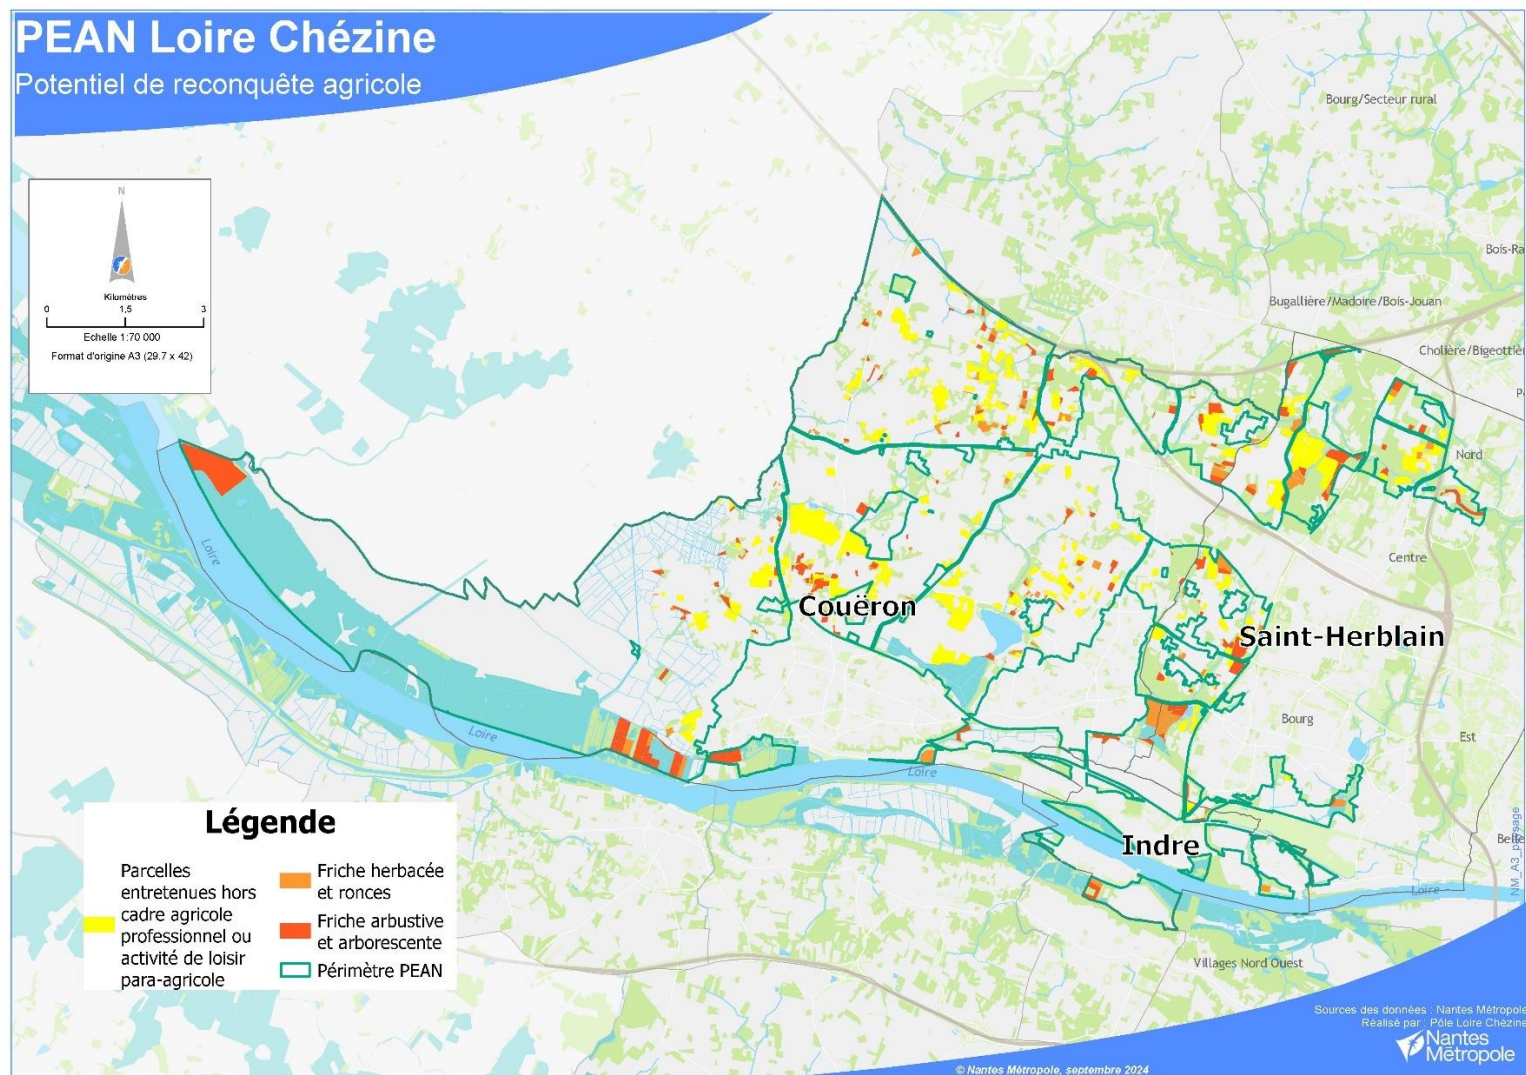 PEAN Loire Chézine
Potentiel de reconquête agricole
N
Kilomètres
0 1,5 3
Echelle 1:70 000
Format d'origine A3 (29.7 x 42)
Bourg/Secteur rural
Bois-Ra
Bugallière/Madoire/Bois-Jouan
Cholière/Bigeottièr
P
Nord
Centre
Loire
Couëron
Saint-Herblain
Bourg
Est
Loire
Loire
Indre
Loire
Villages Nord Ouest
NM_A3_paysage
Légende
Parcelles
entretenues hors
cadre agricole
professionnel ou
activité de loisir
para-agricole
Friche herbacée
et ronces
Friche arbustive
et arborescente
Périmètre PEAN
Sources des données : Nantes Métropole
Réalisé par : Pôle Loire Chézine
Nantes
Métropole
© Nantes Métropole, septembre 2024